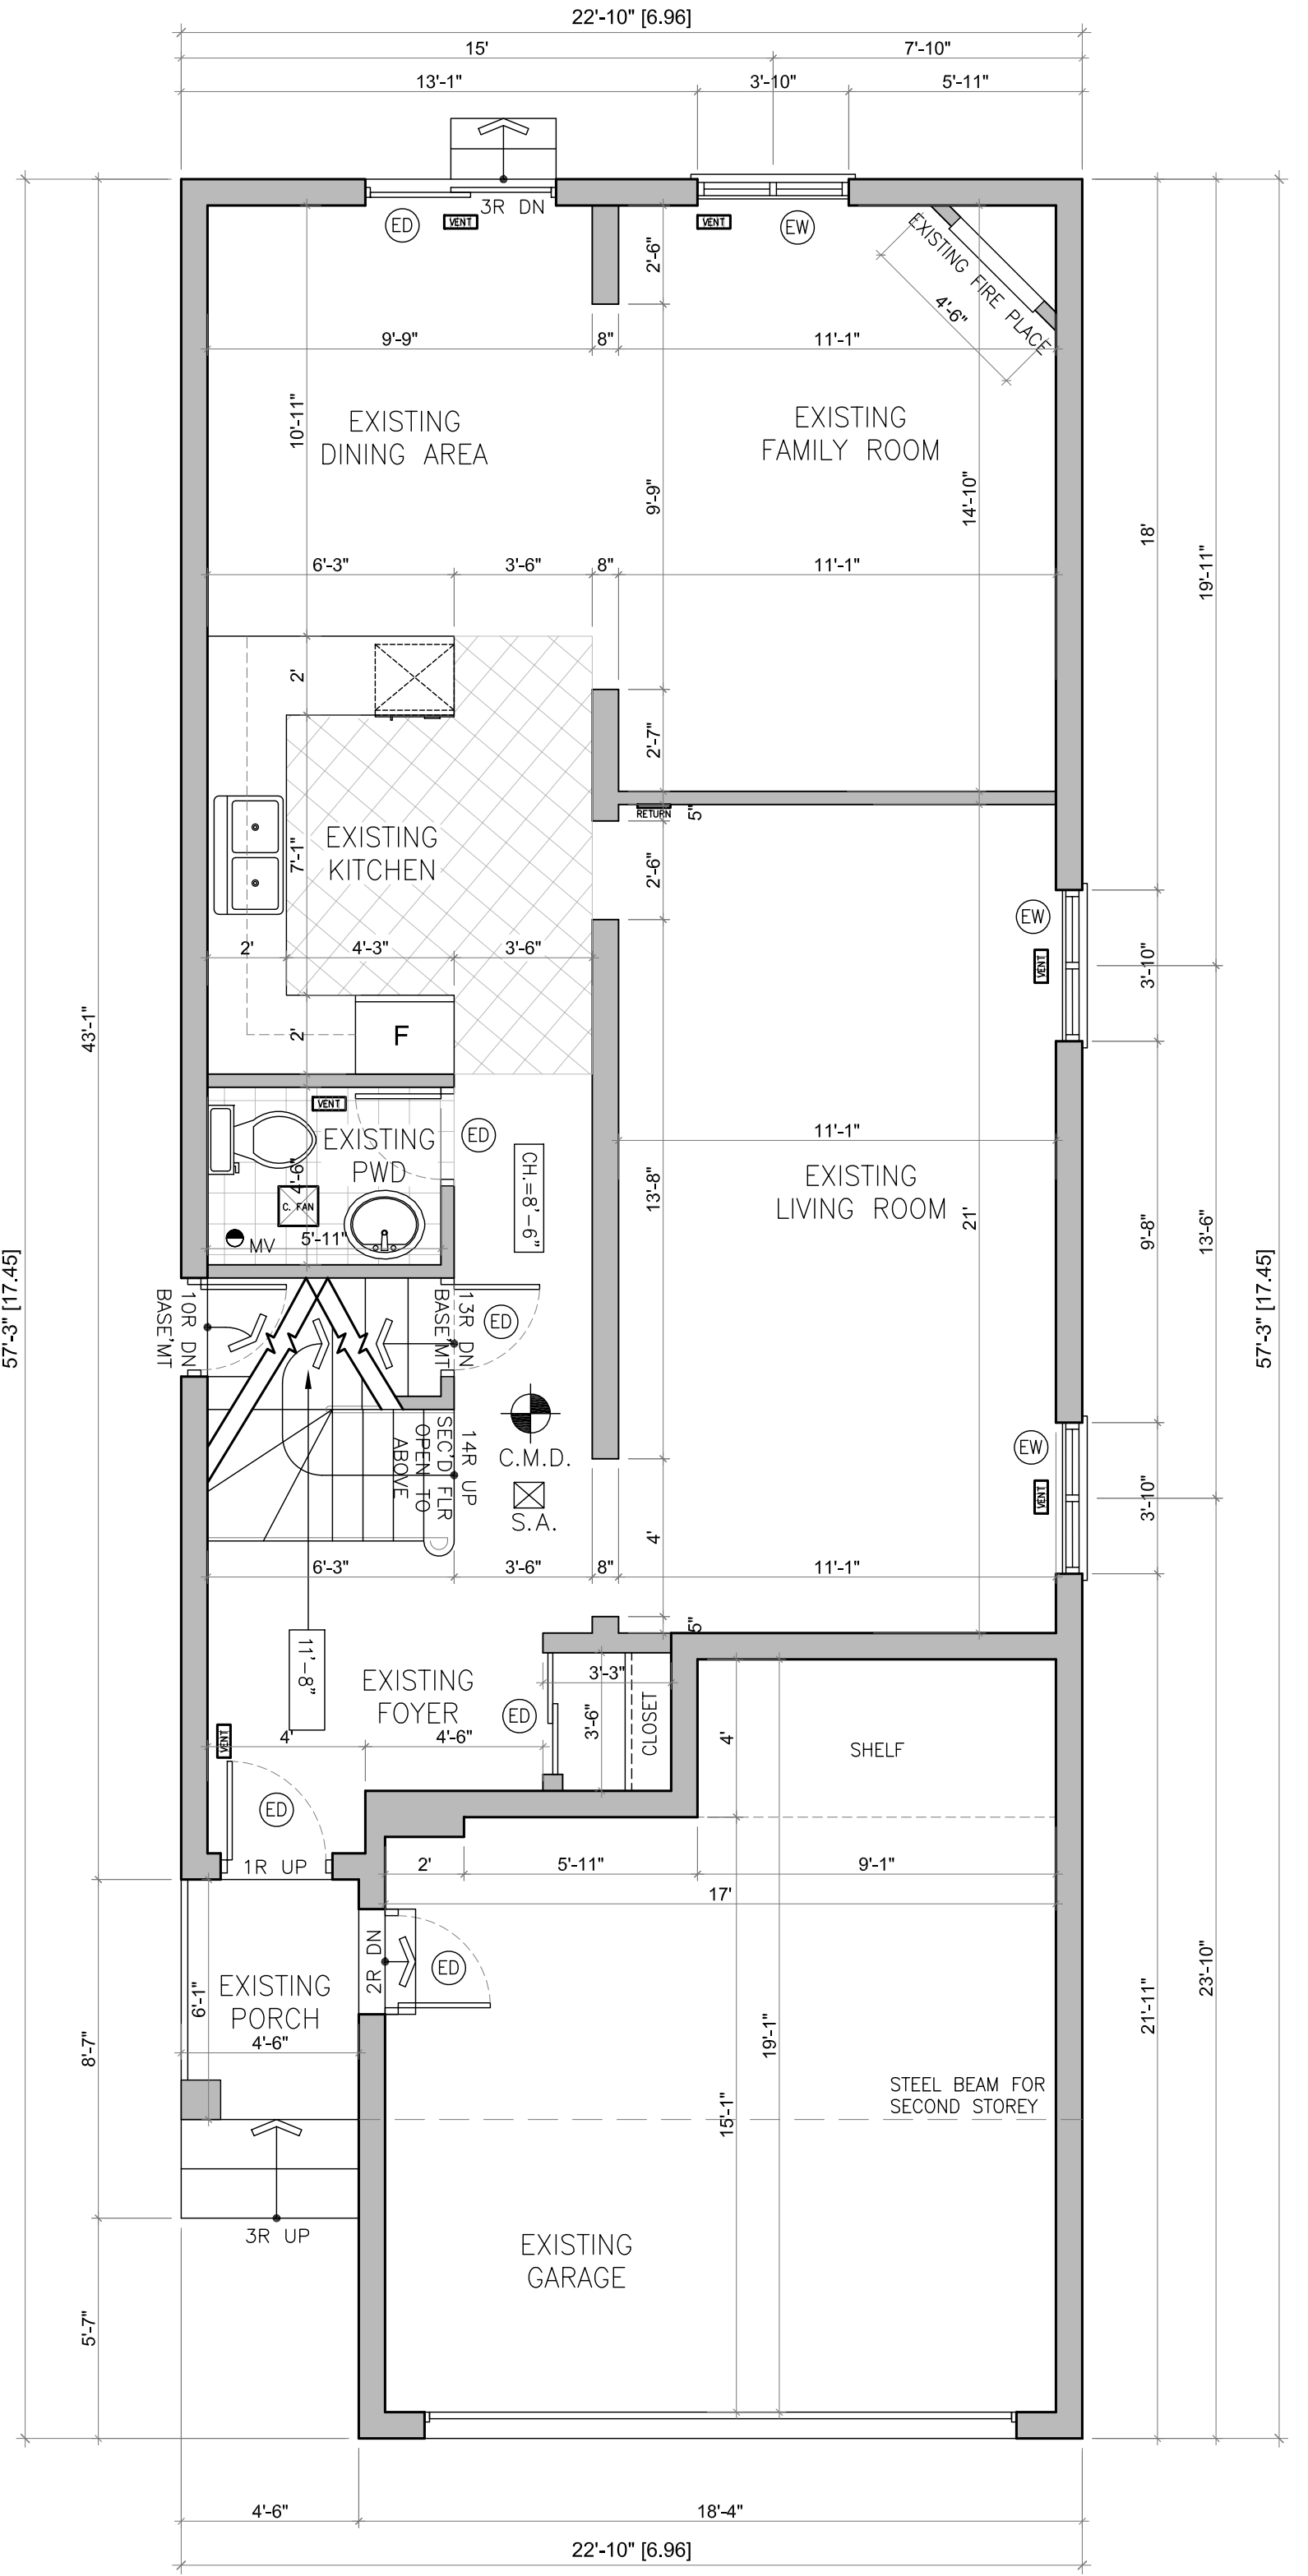 22'-10" [6.96]
15'
7'-10"
13'-1"
3'-10"
5'-11"
3R DN
ED
VENT
VENT
EW
EXISTING FIRE PLACE
4'-6"
2'-6"
9'-9"
8"
11'-1"
10'-11"
EXISTING
DINING AREA
EXISTING
FAMILY ROOM
9'-9"
14'-10"
18'
19'-11"
6'-3"
3'-6"
8"
11'-1"
2'
2'-7"
RETURN
5"
EXISTING
KITCHEN
7'-1"
2'-6"
EW
VENT
3'-10"
2'
4'-3"
3'-6"
2'
F
43'-1"
VENT
EXISTING
PWD
4'-6"
C. FAN
MV
5'-11"
ED
CH.=8'-6"
11'-1"
13'-8"
EXISTING
LIVING ROOM
21'
9'-8"
13'-6"
57'-3" [17.45]
57'-3" [17.45]
10R DN
BASE'MT
13R DN
BASE'MT
ED
C.M.D.
S.A.
14R UP
SEC'D FLR
OPEN TO
ABOVE
EW
VENT
3'-10"
4'
6'-3"
3'-6"
8"
11'-1"
5"
11'-8"
EXISTING
FOYER
ED
3'-3"
3'-6"
CLOSET
4'
SHELF
VENT
4'
4'-6"
ED
1R UP
2'
5'-11"
9'-1"
17'
2R DN
ED
EXISTING
PORCH
6'-1"
4'-6"
8'-7"
19'-1"
15'-1"
21'-11"
23'-10"
STEEL BEAM FOR
SECOND STOREY
3R UP
EXISTING
GARAGE
5'-7"
4'-6"
18'-4"
22'-10" [6.96]